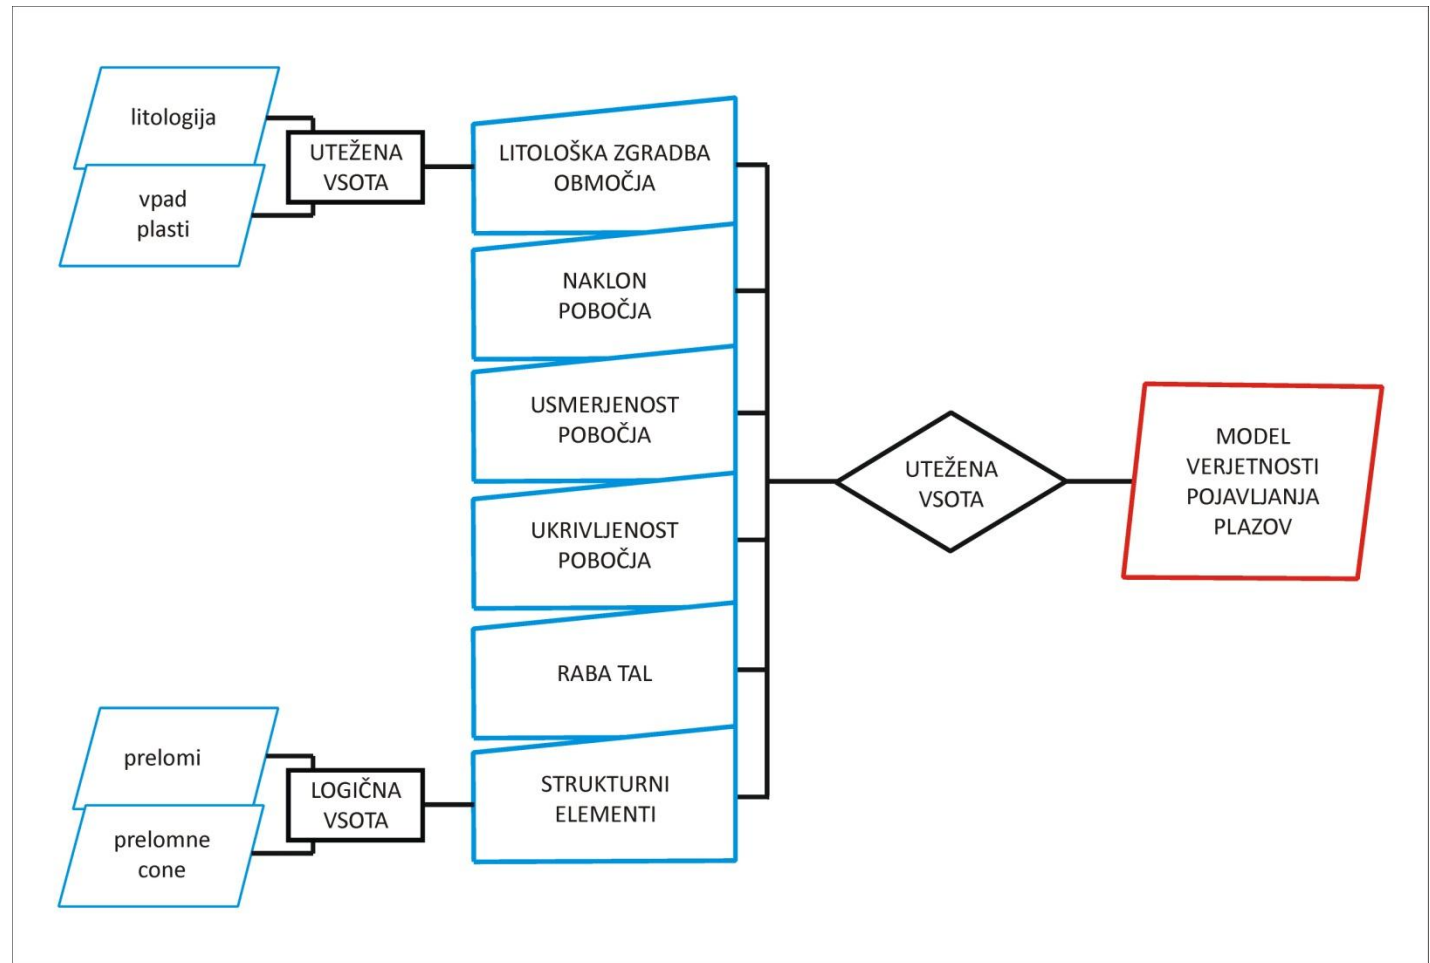 litologija
vpad
plasti
UTEŽENA
VSOTA
LITOLOŠKA ZGRADBA
OBMOČJA
NAKLON
POBOČJA
USMERJENOST
POBOČJA
UKRIVLJENOST
POBOČJA
RABA TAL
prelomi
prelomne
cone
LOGIČNA
VSOTA
STRUKTURNI
ELEMENTI
UTEŽENA
VSOTA
MODEL
VERJETNOSTI
POJAVLJANJA
PLAZOV